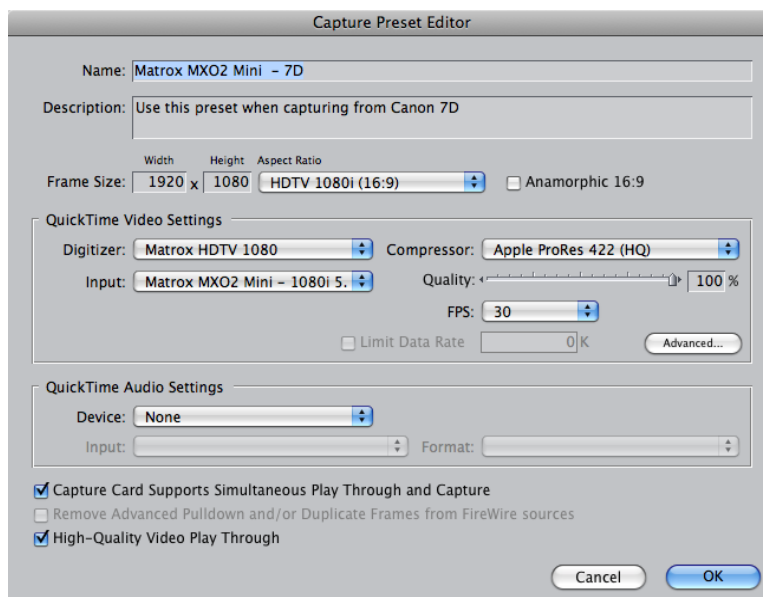 Capture Preset Editor
Name: Matrox MXO2 Mini – 7D
Description: Use this preset when capturing from Canon 7D
Width Height Aspect Ratio
Frame Size: 1920 x 1080 HDTV 1080i (16:9) Anamorphic 16:9
QuickTime Video Settings
Digitizer: Matrox HDTV 1080 Compressor: Apple ProRes 422 (HQ)
Input: Matrox MXO2 Mini – 1080i 5. Quality: 100 %
FPS: 30
Limit Data Rate 0 K Advanced...
QuickTime Audio Settings
Device: None
Input: Format:
Capture Card Supports Simultaneous Play Through and Capture
Remove Advanced Pulldown and/or Duplicate Frames from FireWire sources
High-Quality Video Play Through
Cancel OK